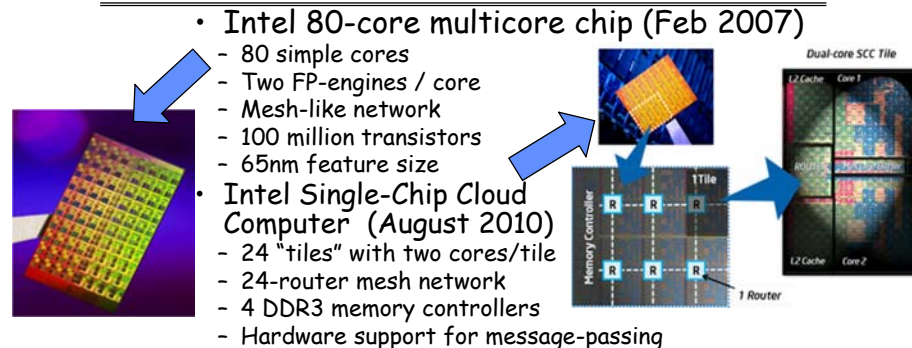 • Intel 80-core multicore chip (Feb 2007)
– 80 simple cores
– Two FP-engines / core
– Mesh-like network
– 100 million transistors
– 65nm feature size
• Intel Single-Chip Cloud
Computer (August 2010)
– 24 “tiles” with two cores/tile
– 24-router mesh network
– 4 DDR3 memory controllers
– Hardware support for message-passing
Dual-core SCC Tile
L2 Cache Core 1
ROUTER
L2 Cache Core 2
1Tile
Memory Controller
R R R
R R R
1 Router